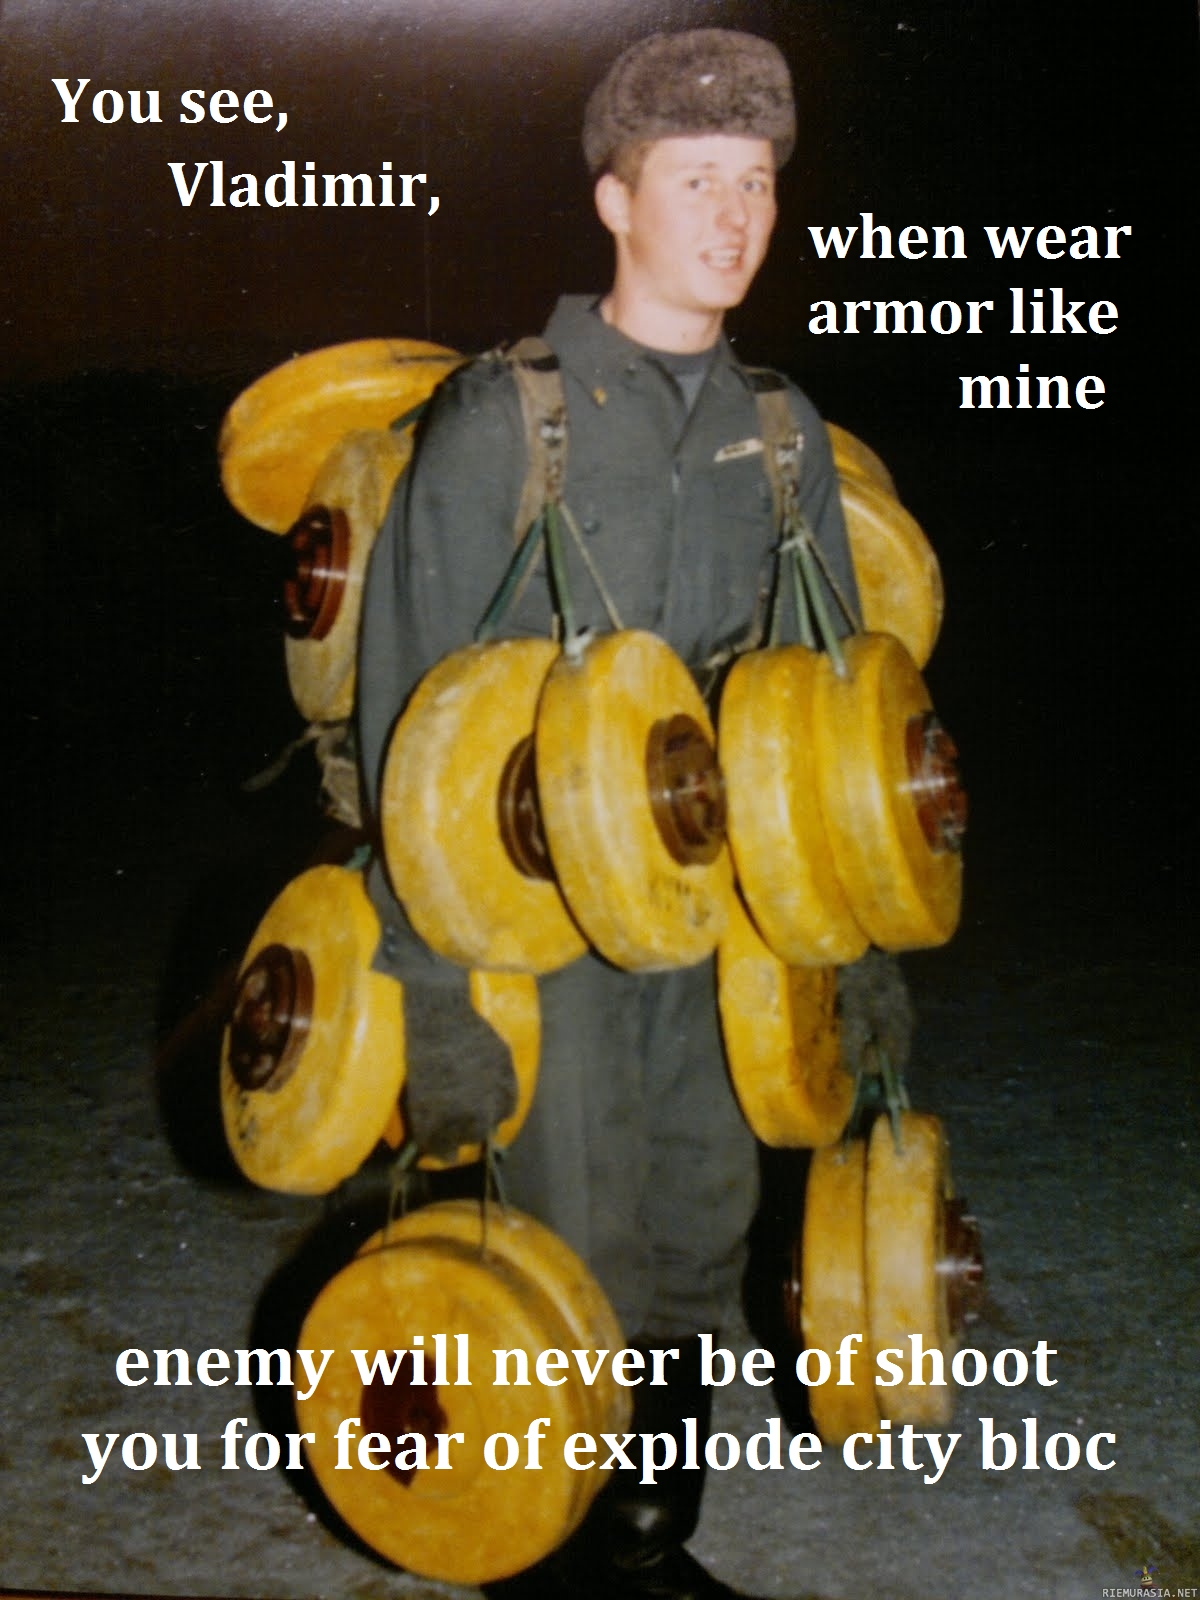 You see,
Vladimir,
when wear
armor like
mine
enemy will never be of shoot
you for fear of explode city bloc
RIEMURASIA.NET